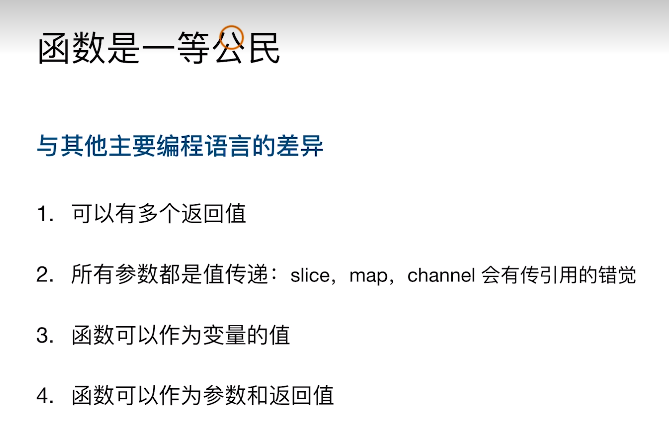 函数是一等公民
与其他主要编程语言的差异
1. 可以有多个返回值
2. 所有参数都是值传递：slice，map，channel 会有传引用的错觉
3. 函数可以作为变量的值
4. 函数可以作为参数和返回值